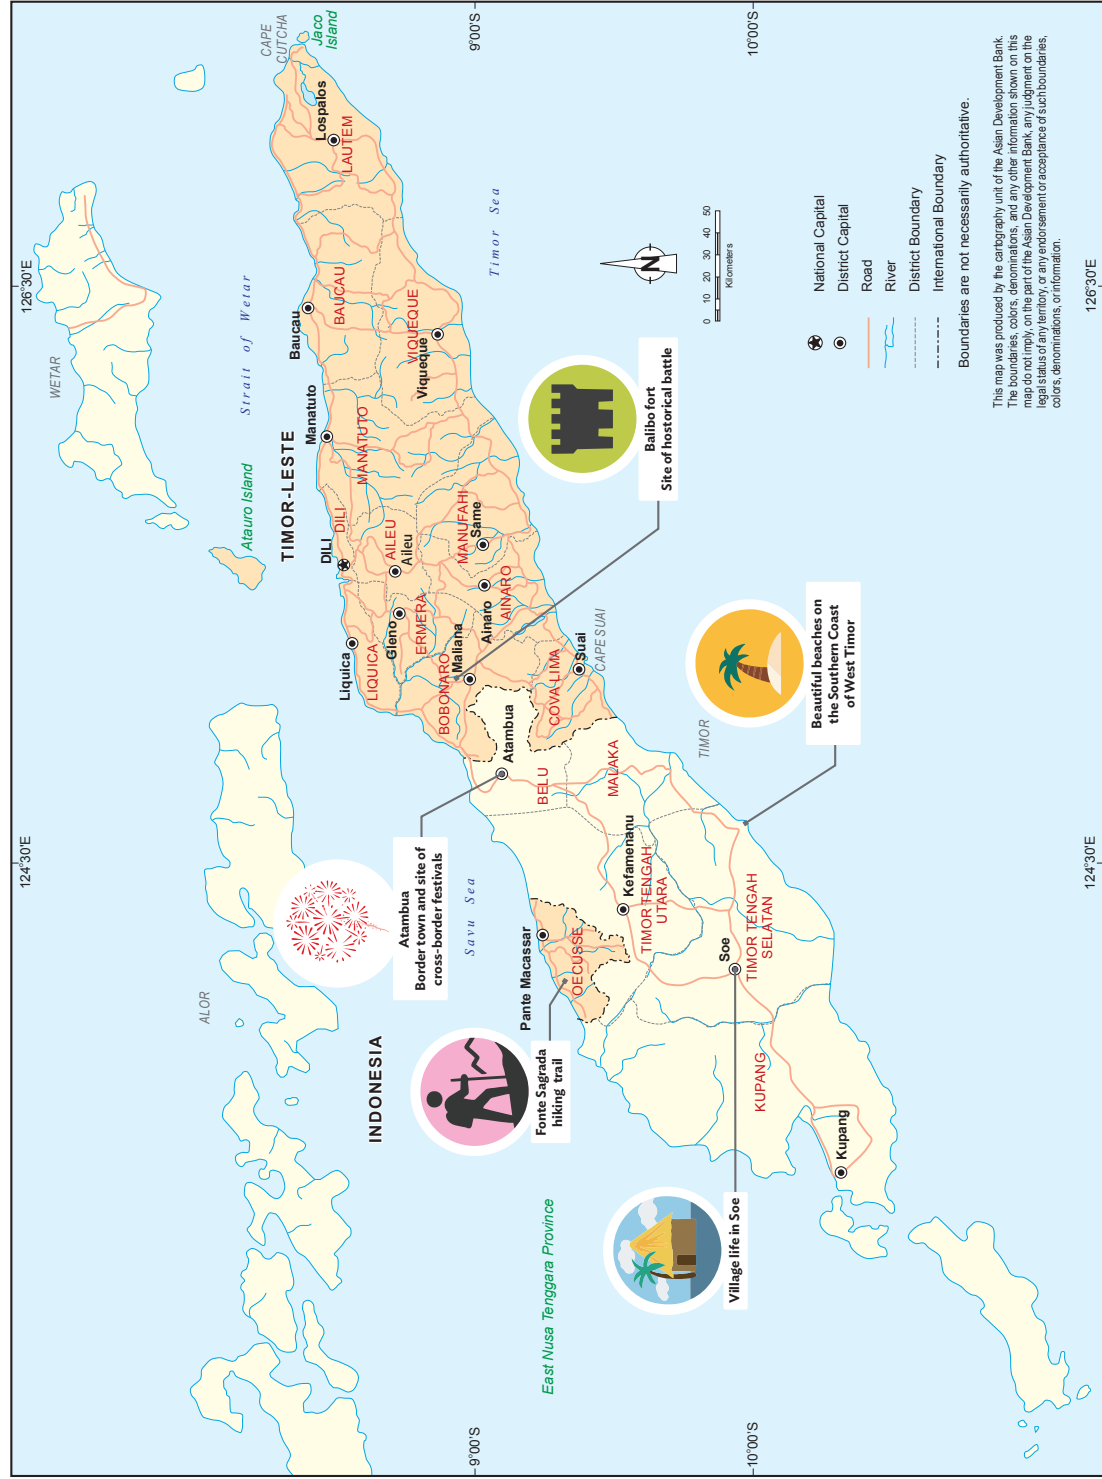 124°30'E
126°30'E
WETAR
ALOR
Atauro Island
Strait of Wetar
CAPE
CUTCHA
Jaco
Island
INDONESIA
TIMOR-LESTE
Atambua
Border town and site of
cross-border festivals
Savu Sea
9°00'S
9°00'S
Liquica
LIQUICA
DILI
DILI
Manatuto
MANATUTO
Baucau
BAUCAU
Lospalos
LAUTEM
Gleno
ERMERA
AILEU
Aileu
VIQUEQUE
Viqueque
BOBONARO
Maliana
Ainaro
AINARO
MANUFAHI
Same
Timor Sea
Atambua
BELU
COVA-LIMA
Suai
CAPE SUAI
MALAKA
Pante Macassar
OECUSSE
Fonte Sagrada
hiking trail
East Nusa Tenggara Province
Kefamenanu
TIMOR TENGAH
UTARA
Balibo fort
Site of hostorical battle
TIMOR
Village life in Soe
Soe
TIMOR TENGAH
SELATAN
KUPANG
Kupang
10°00'S
10°00'S
Beautiful beaches on
the Southern Coast
of West Timor
N
0 10 20 30 40 50
Kilometers
National Capital
District Capital
Road
River
District Boundary
International Boundary
Boundaries are not necessarily authoritative.
This map was produced by the cartography unit of the Asian Development Bank.
The boundaries, colors, denominations, and any other information shown on this
map do not imply, on the part of the Asian Development Bank, any judgment on the
legal status of any territory, or any endorsement or acceptance of such boundaries,
colors, denominations, or information.
124°30'E
126°30'E